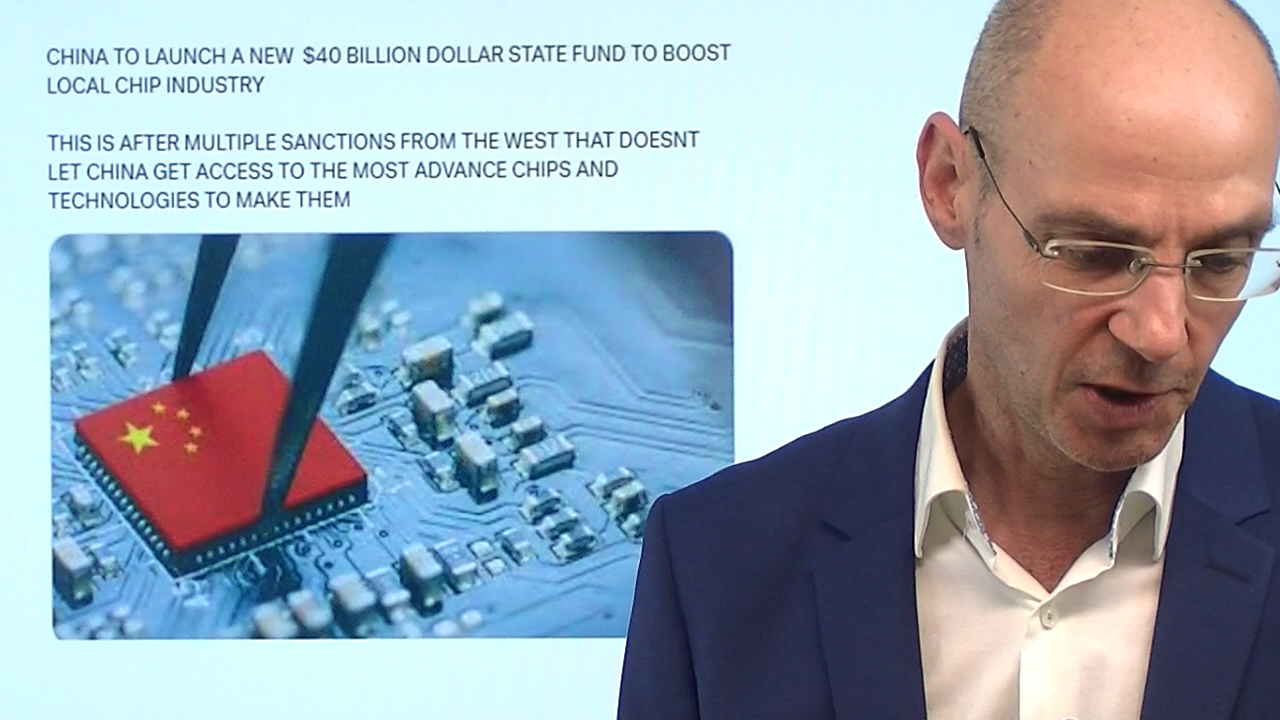 CHINA TO LAUNCH A NEW $40 BILLION DOLLAR STATE FUND TO BOOST
LOCAL CHIP INDUSTRY
THIS IS AFTER MULTIPLE SANCTIONS FROM THE WEST THAT DOESNT
LET CHINA GET ACCESS TO THE MOST ADVANCE CHIPS AND
TECHNOLOGIES TO MAKE THEM